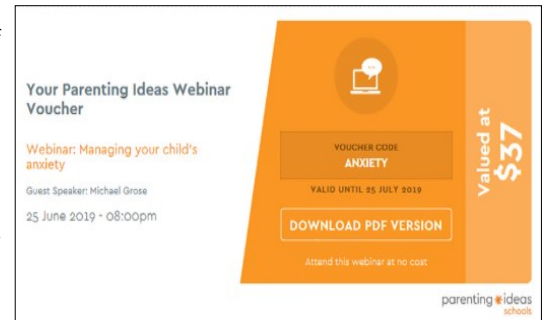 Your Parenting Ideas Webinar
Voucher
Webinar: Managing your child's
anxiety
Guest Speaker: Michael Grose
25 June 2019 - 08:00pm
VOUCHER CODE
ANXIETY
VALID UNTIL 25 JULY 2019
DOWNLOAD PDF VERSION
Attend this webinar at no cost
Valued at
$37
parenting ideas
schools